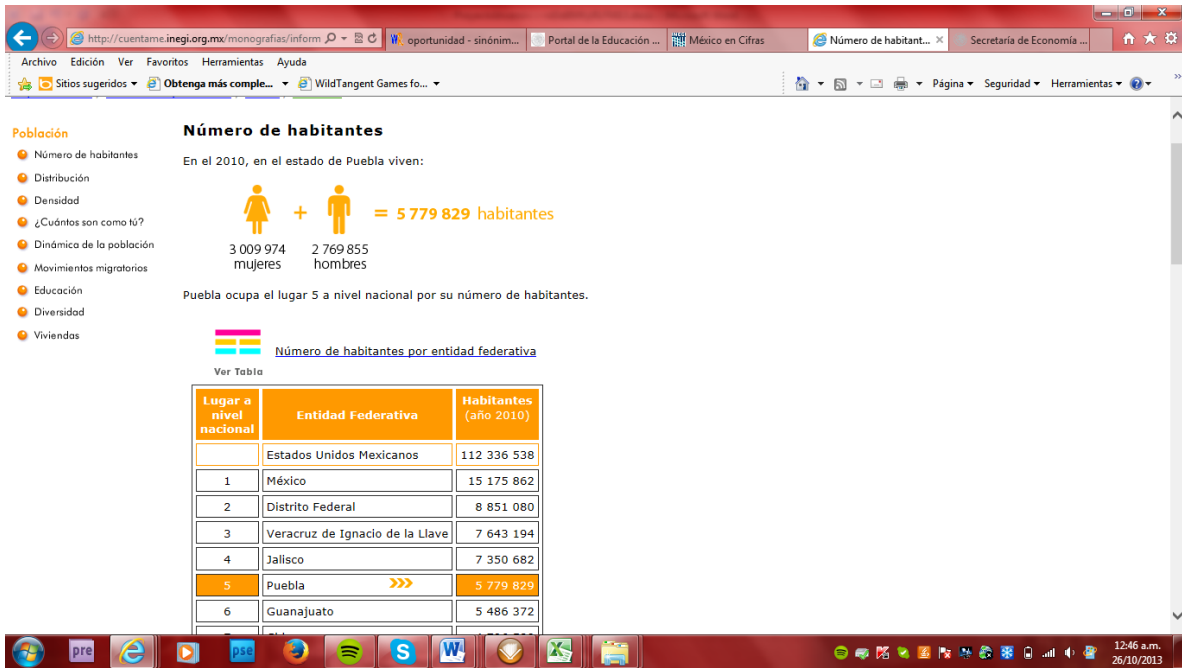 http://cuentame.inegi.org.mx/monografias/inform
oportunidad - sinónim...
Portal de la Educación ...
México en Cifras
Número de habitant...
Secretaría de Economía ...
Archivo Edición Ver Favoritos Herramientas Ayuda
Sitios sugeridos
Obtenga más comple...
WildTangent Games fo...
Página Seguridad Herramientas
Población
Número de habitantes
Distribución
Densidad
¿Cuántos son como tú?
Dinámica de la población
Movimientos migratorios
Educación
Diversidad
Viviendas
Número de habitantes
En el 2010, en el estado de Puebla viven:
+ = 5 779 829 habitantes
3 009 974 2 769 855
mujeres hombres
Puebla ocupa el lugar 5 a nivel nacional por su número de habitantes.
Número de habitantes por entidad federativa
Ver Tabla
Lugar a nivel nacional Entidad Federativa Habitantes (año 2010)
Estados Unidos Mexicanos 112 336 538
1 México 15 175 862
2 Distrito Federal 8 851 080
3 Veracruz de Ignacio de la Llave 7 643 194
4 Jalisco 7 350 682
5 Puebla >>> 5 779 829
6 Guanajuato 5 486 372
pre
pse
12:46 a.m.
26/10/2013